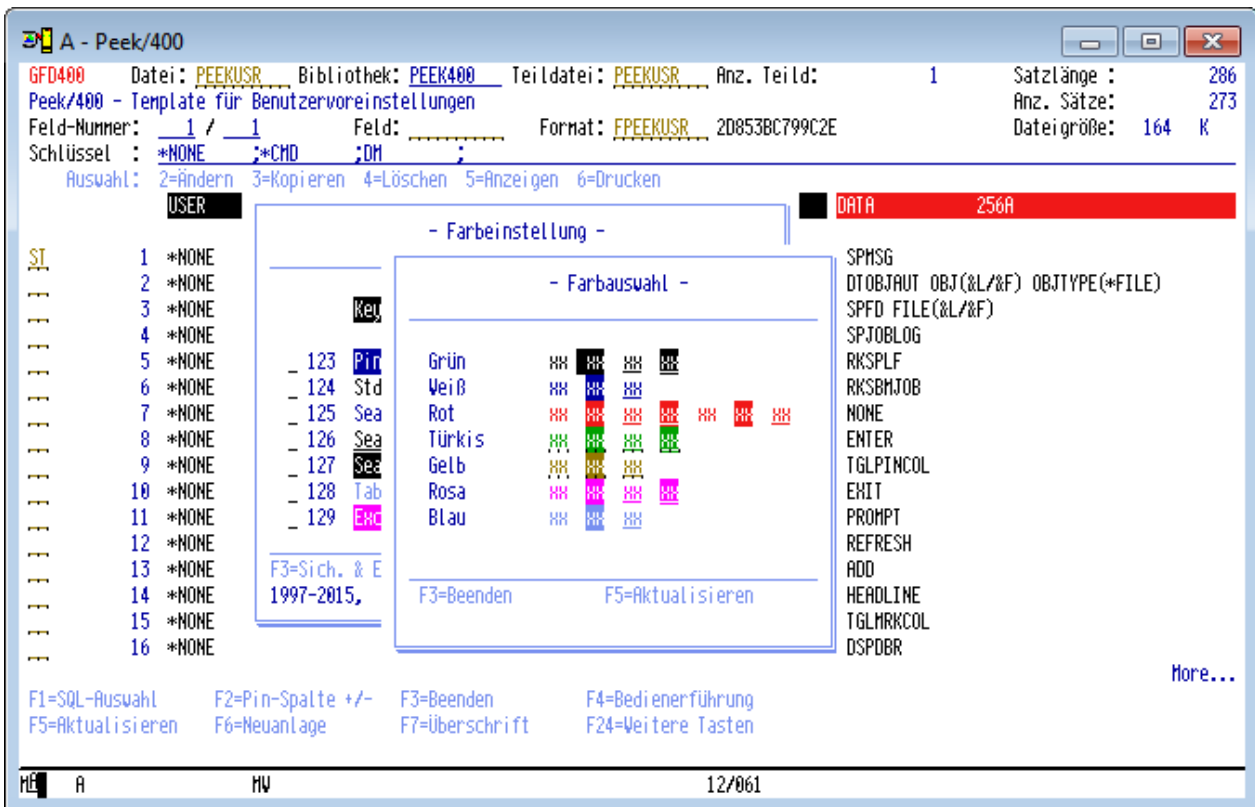 A - Peek/400
GFD400 Datei: PEEKUSR Bibliothek: PEEK400 Teildatei: PEEKUSR Anz. Teild: 1 Satzlänge : 286
Peek/400 - Template für Benutzervoreinstellungen Anz. Sätze: 273
Feld-Nummer: 1 / 1 Feld: Format: FPEEKUSR 2D853BC799C2E Dateigröße: 164 K
Schlüssel : *NONE ;*CMD ;DM ;
Auswahl: 2=Ändern 3=Kopieren 4=Löschen 5=Anzeigen 6=Drucken
USER DATA 256A
- Farbeinstellung -
ST 1 *NONE SPMSG
2 *NONE - Farbauswahl - DTOBJAUT OBJ(&L/&F) OBJTYPE(*FILE)
3 *NONE Key SPFD FILE(&L/&F)
4 *NONE SPJOBLOG
5 *NONE _ 123 Pin Grün XX XX XX XX RKSPLF
6 *NONE _ 124 Std Weiß XX XX XX RKSBMJOB
7 *NONE _ 125 Sea Rot XX XX XX XX XX XX XX NONE
8 *NONE _ 126 Sea Türkis XX XX XX XX ENTER
9 *NONE _ 127 Sea Gelb XX XX XX TGLPINCOL
10 *NONE _ 128 Tab Rosa XX XX XX XX EXIT
11 *NONE _ 129 Exc Blau XX XX XX PROMPT
12 *NONE REFRESH
13 *NONE F3=Sich. & E ADD
14 *NONE 1997-2015, F3=Beenden F5=Aktualisieren HEADLINE
15 *NONE TGLMRKCOL
16 *NONE DSPDBR
More...
F1=SQL-Auswahl F2=Pin-Spalte +/- F3=Beenden F4=Bedienerführung
F5=Aktualisieren F6=Neuanlage F7=Überschrift F24=Weitere Tasten
A MW 12/061